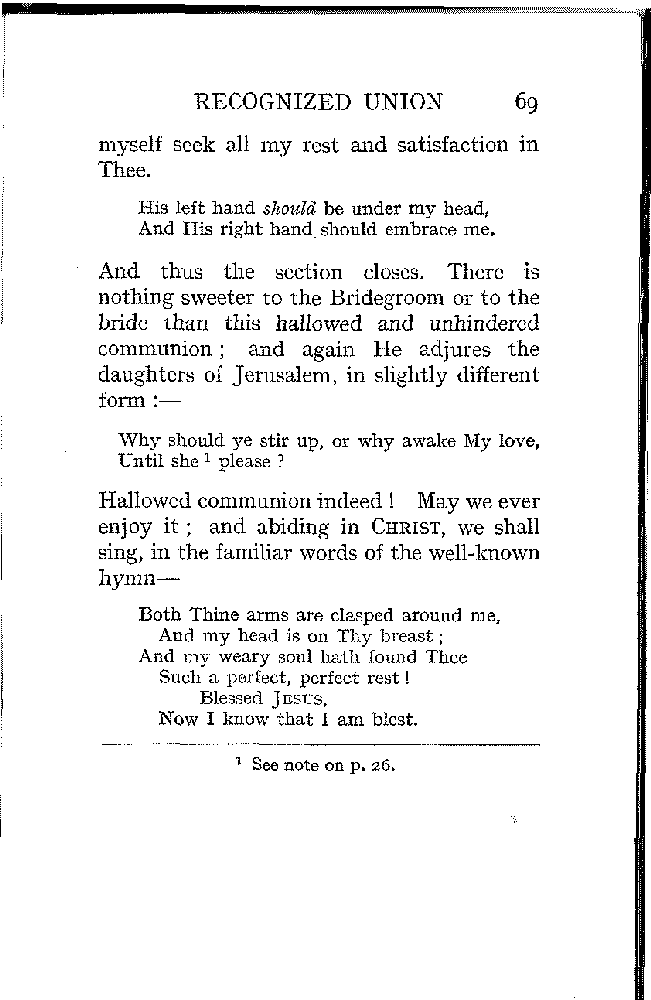 RECOGNIZED UNION 69
myself seek all my rest and satisfaction in
Thee.
His left hand should be under my head,
And His right hand should embrace me.
And thus the section closes. There is
nothing sweeter to the Bridegroom or to the
bride than this hallowed and unhindered
communion ; and again He adjures the
daughters of Jerusalem, in slightly different
form :—
Why should ye stir up, or why awake My love,
Until she ¹ please ?
Hallowed communion indeed ! May we ever
enjoy it ; and abiding in CHRIST, we shall
sing, in the familiar words of the well-known
hymn—
Both Thine arms are clasped around me,
And my head is on Thy breast ;
And my weary soul hath found Thee
Such a perfect, perfect rest !
Blessed JESUS,
Now I know that I am blest.
¹ See note on p. 26.